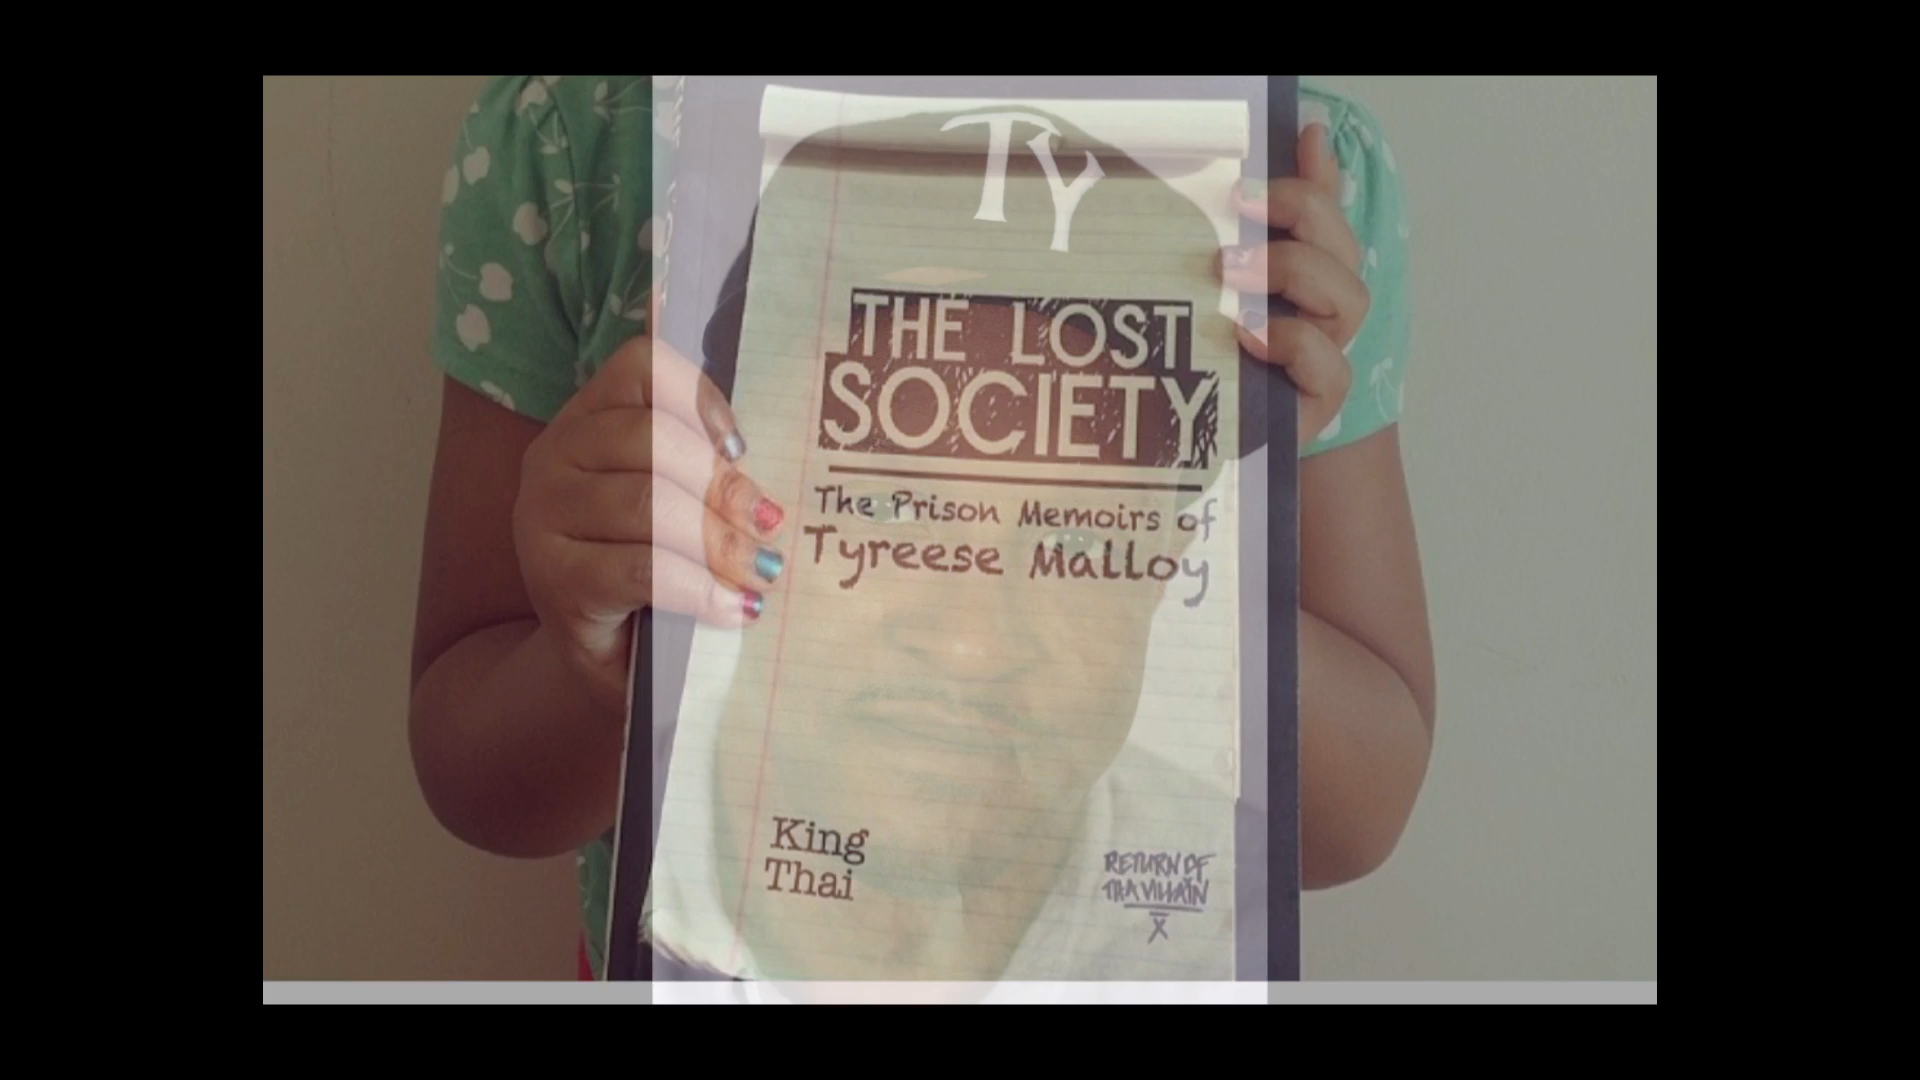 TY
THE LOST
SOCIETY
The Prison Memoirs of
Tyreese Malloy
King
Thai
RETURN OF
THA VILLAIN
X